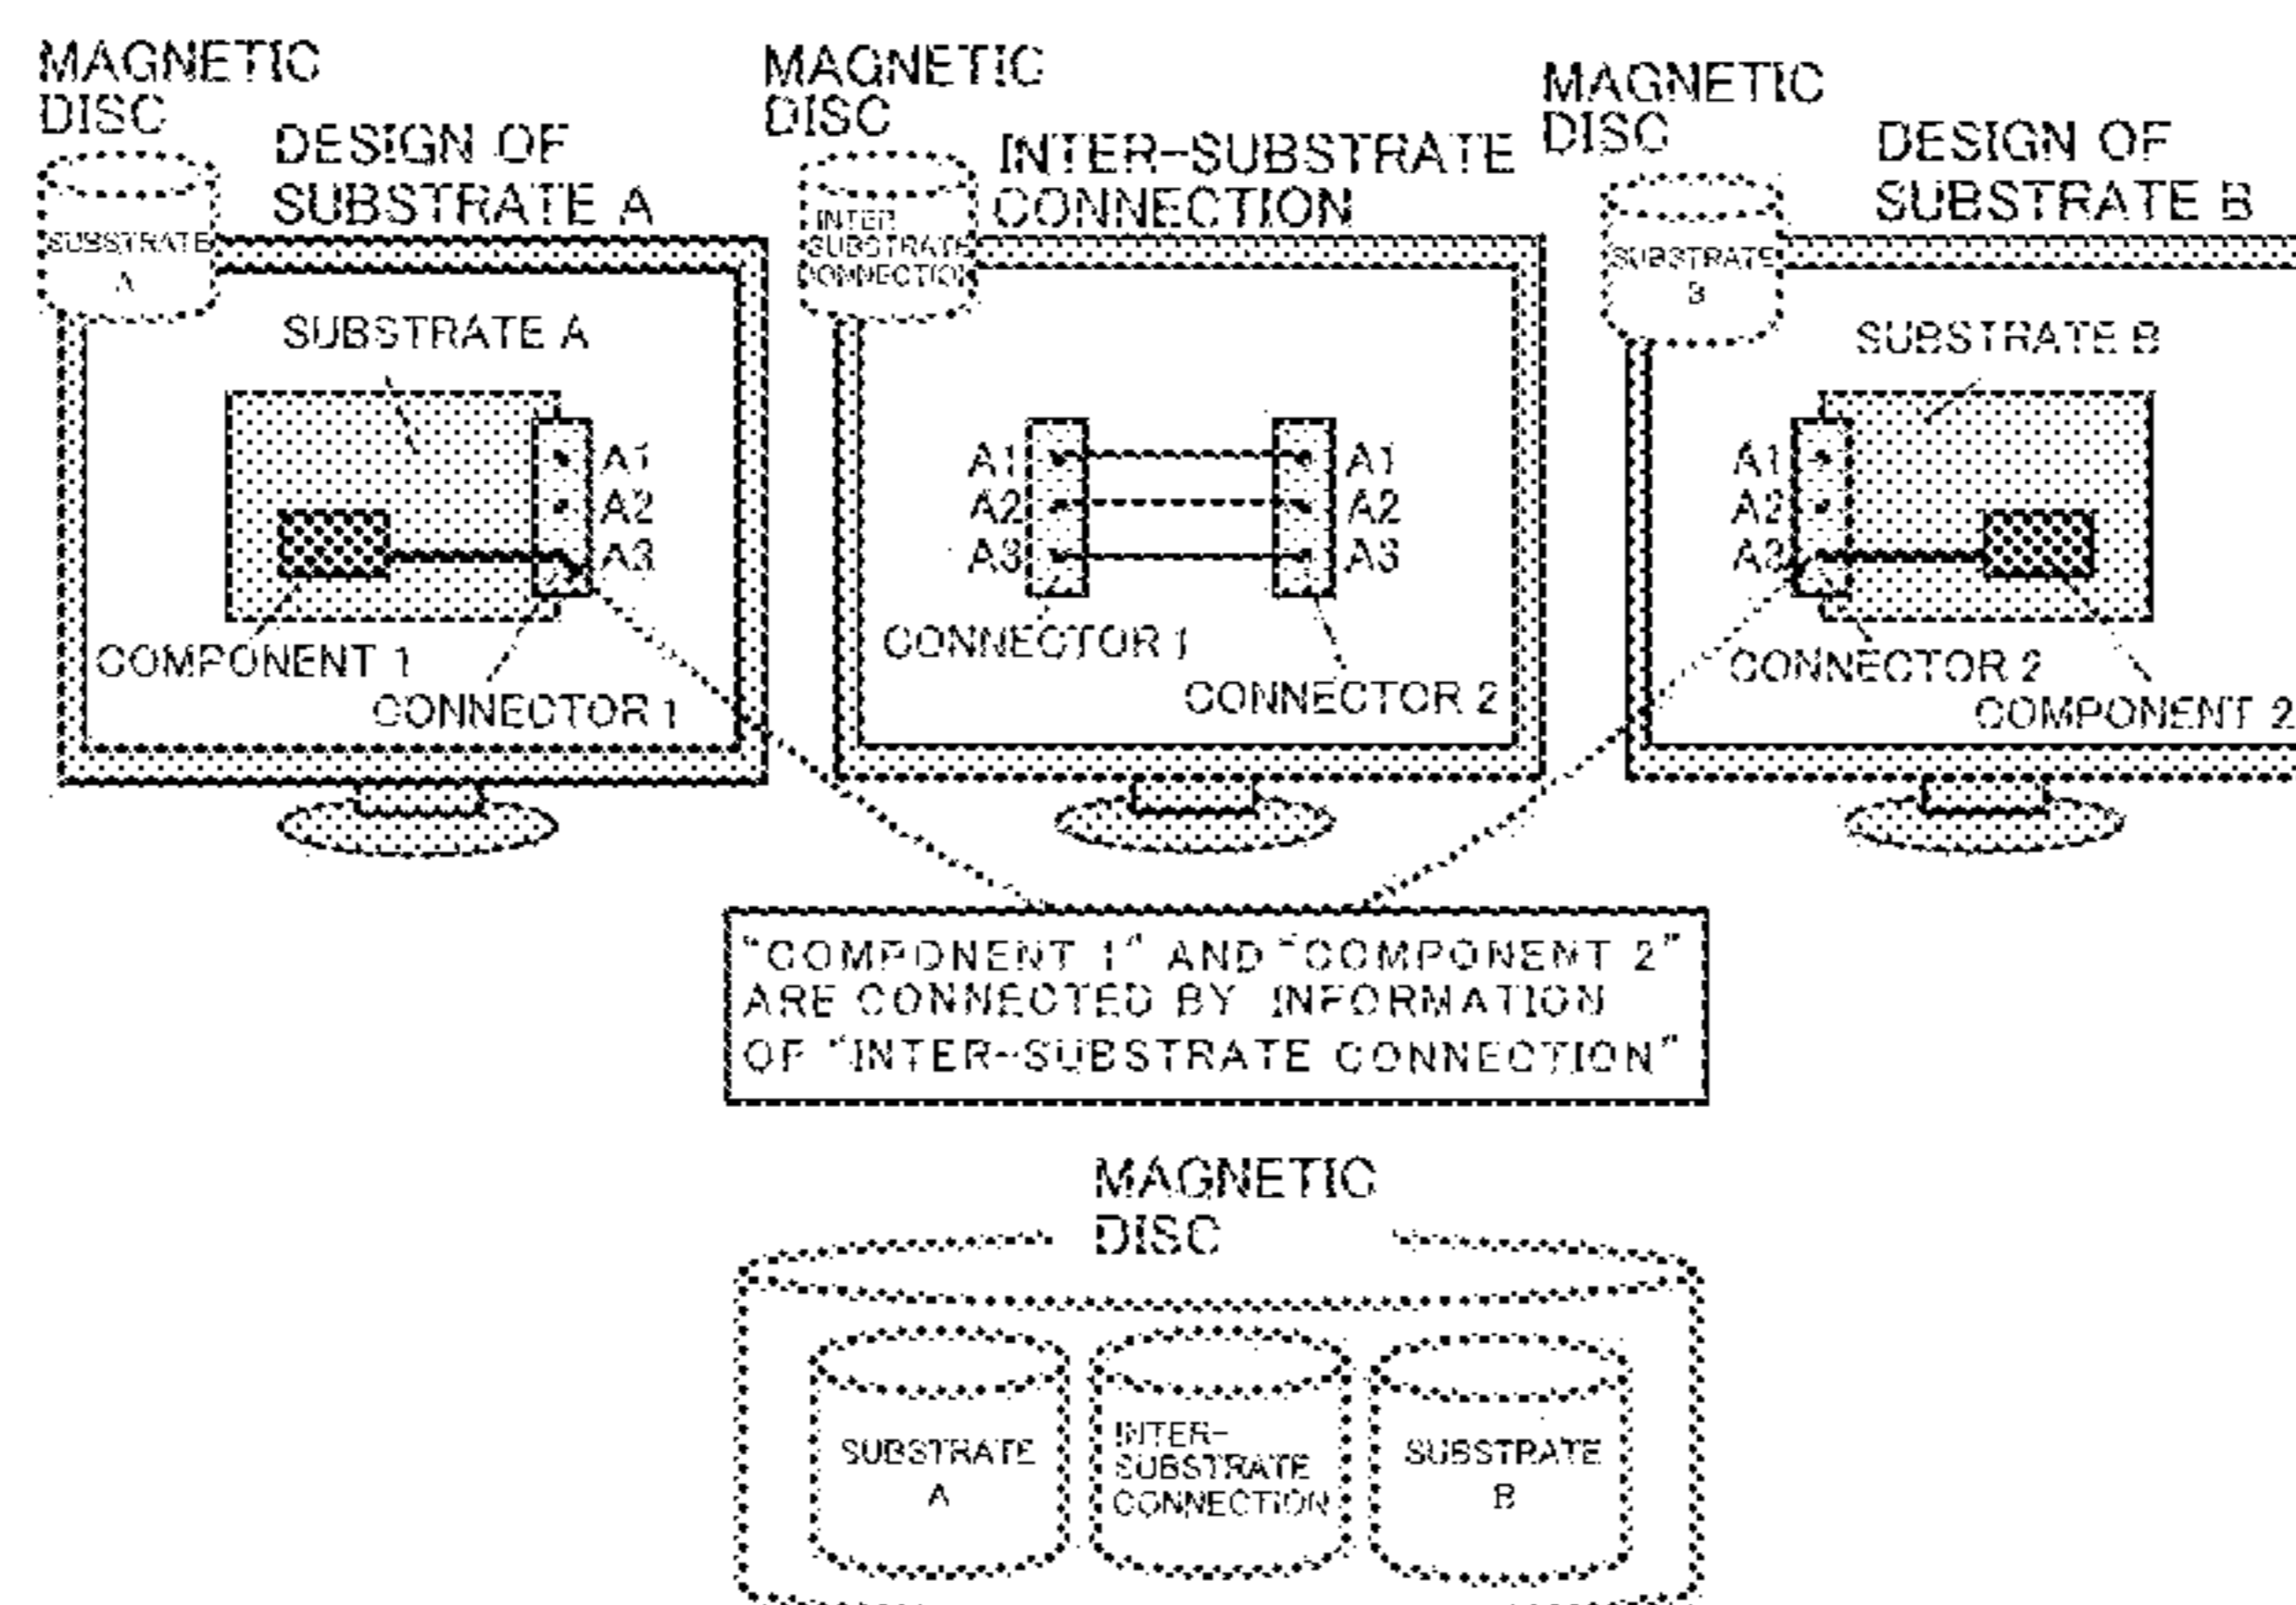 MAGNETIC
DISC
DESIGN OF
SUBSTRATE A
SUBSTRATE
A
SUBSTRATE A
A1
A2
A3
COMPONENT 1
CONNECTOR 1
MAGNETIC
DISC
INTER-SUBSTRATE
CONNECTION
INTER
SUBSTRATE
CONNECTION
A1
A2
A3
A1
A2
A3
CONNECTOR 1
CONNECTOR 2
MAGNETIC
DISC
DESIGN OF
SUBSTRATE B
SUBSTRATE
B
SUBSTRATE B
A1
A2
A3
CONNECTOR 2
COMPONENT 2
"COMPONENT 1" AND "COMPONENT 2"
ARE CONNECTED BY INFORMATION
OF "INTER-SUBSTRATE CONNECTION"
MAGNETIC
DISC
SUBSTRATE
A
INTER-
SUBSTRATE
CONNECTION
SUBSTRATE
B